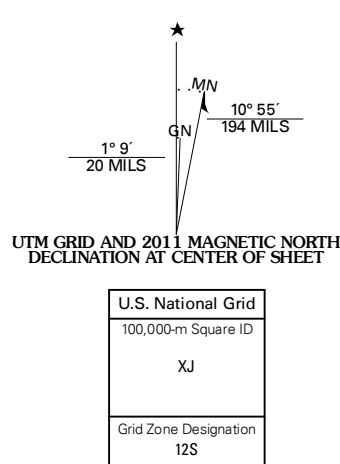 ★
MN
GN
10° 55´
194 MILS
1° 9´
20 MILS
UTM GRID AND 2011 MAGNETIC NORTH
DECLINATION AT CENTER OF SHEET
U.S. National Grid
100,000-m Square ID
XJ
Grid Zone Designation
12S